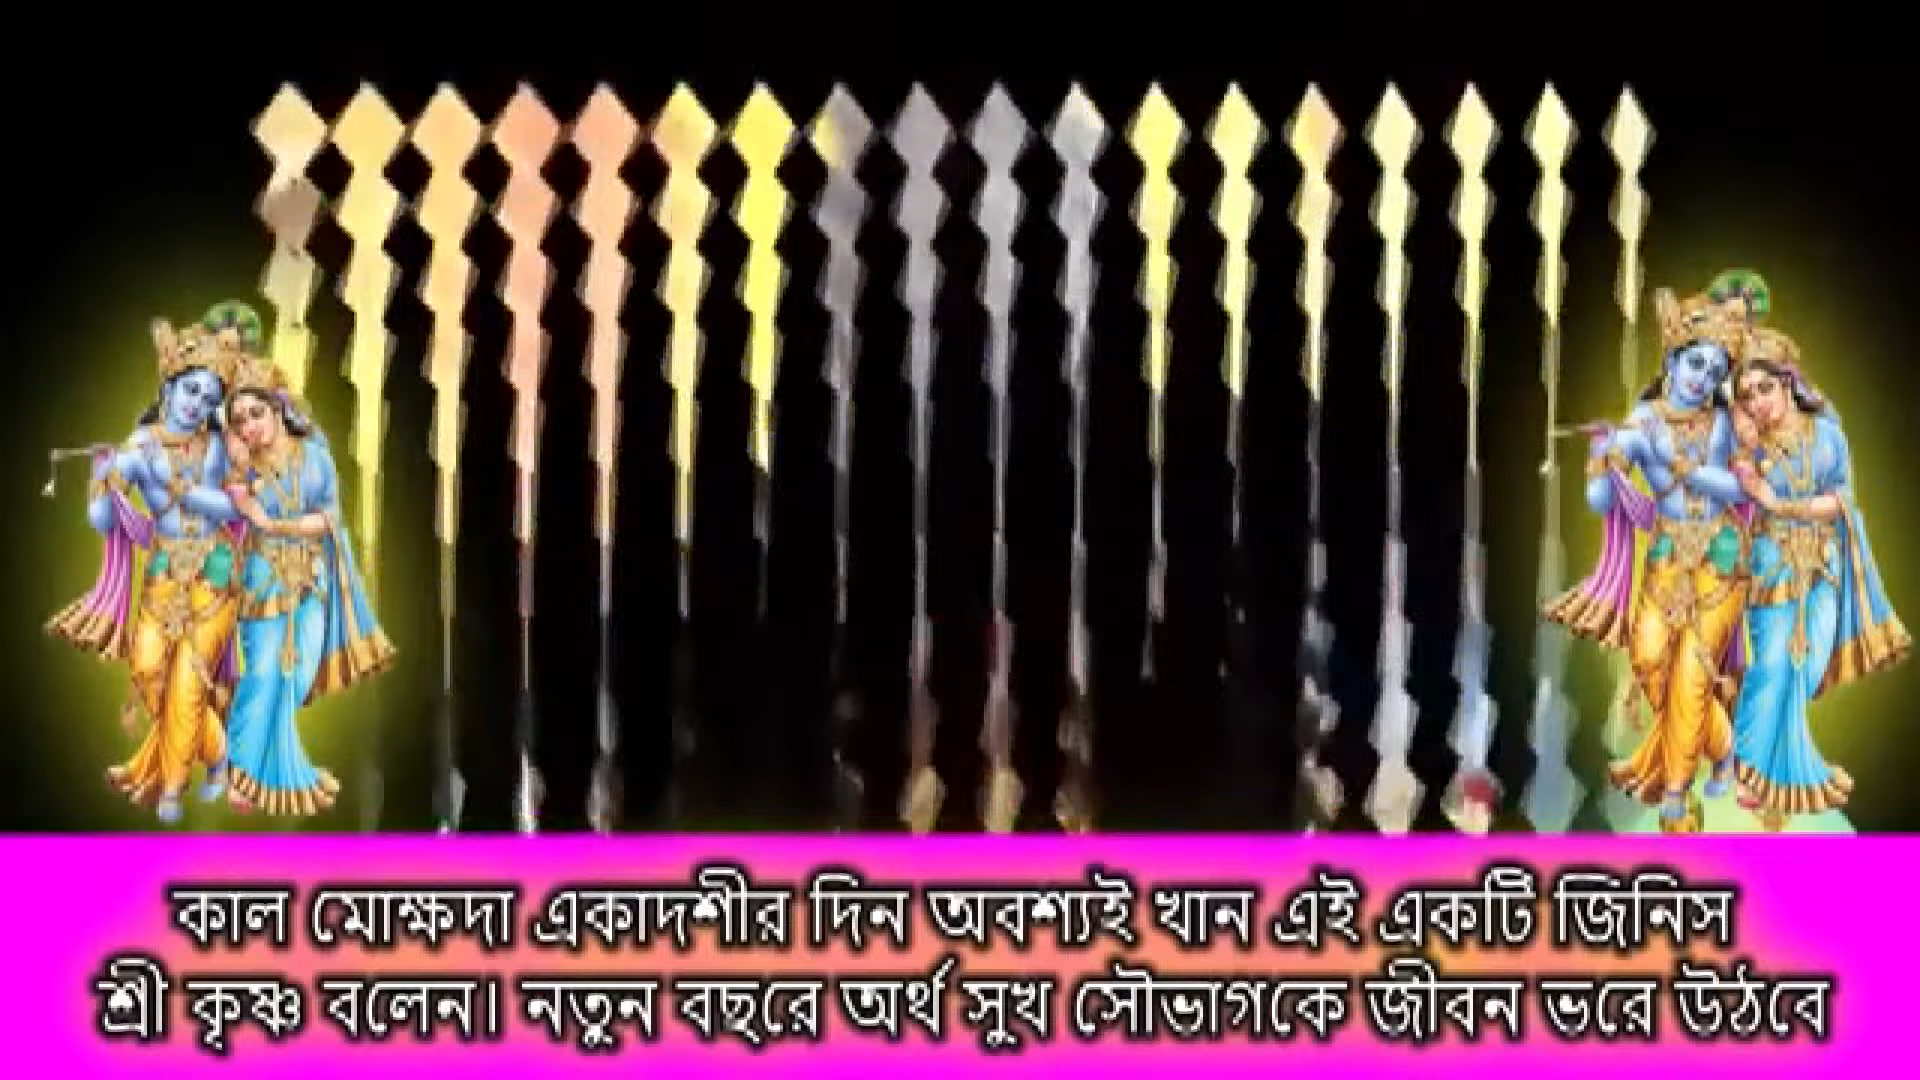 কাল মোক্ষদা একাদশীর দিন অবশ্যই খান এই একটি জিনিস
শ্রী কৃষ্ণ বলেন। নতুন বছরে অর্থ সুখ সৌভাগকে জীবন ভরে উঠবে